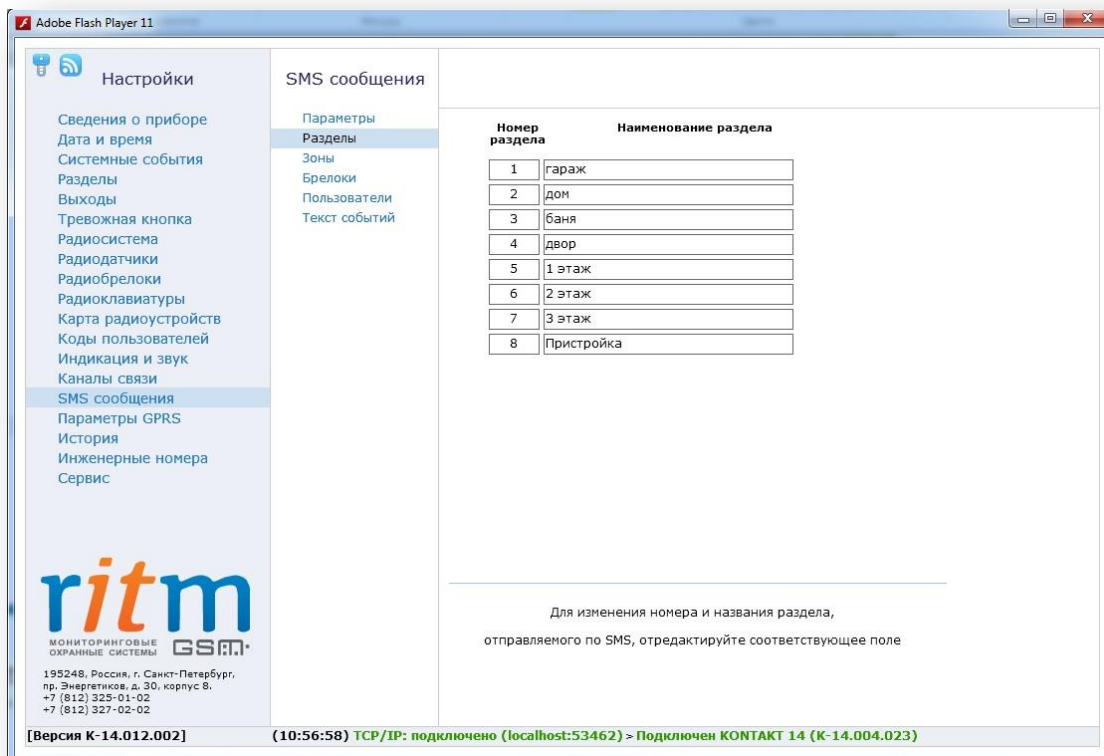 Adobe Flash Player 11
Настройки
Сведения о приборе
Дата и время
Системные события
Разделы
Выходы
Тревожная кнопка
Радиосистема
Радиодатчики
Радиобрелоки
Радиоклавиатуры
Карта радиоустройств
Коды пользователей
Индикация и звук
Каналы связи
SMS сообщения
Параметры GPRS
История
Инженерные номера
Сервис
ritm
МОНИТОРИНГОВЫЕ
ОХРАННЫЕ СИСТЕМЫ GSM
195248, Россия, г. Санкт-Петербург,
пр. Энергетиков, д. 30, корпус 8.
+7 (812) 325-01-02
+7 (812) 327-02-02
SMS сообщения
Параметры
Разделы
Зоны
Брелоки
Пользователи
Текст событий
Номер раздела Наименование раздела
1 гараж
2 дом
3 баня
4 двор
5 1 этаж
6 2 этаж
7 3 этаж
8 Пристройка
Для изменения номера и названия раздела,
отправляемого по SMS, отредактируйте соответствующее поле
[Версия K-14.012.002] (10:56:58) TCP/IP: подключено (localhost:53462) > Подключен KONTAKT 14 (K-14.004.023)